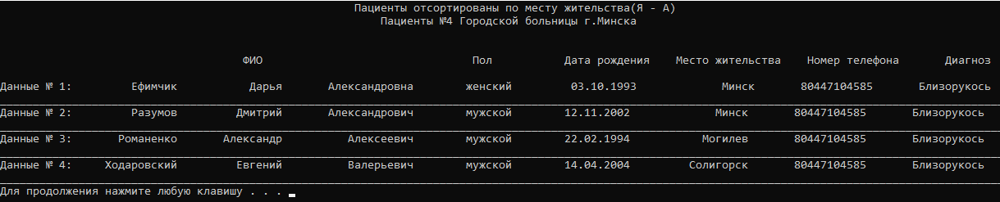 Пациенты отсортированы по месту жительства(Я - А)
Пациенты №4 Городской больницы г.Минска
ФИО Пол Дата рождения Место жительства Номер телефона Диагноз
Данные № 1: Ефимчик Дарья Александровна женский 03.10.1993 Минск 80447104585 Близорукось
Данные № 2: Разумов Дмитрий Александрович мужской 12.11.2002 Минск 80447104585 Близорукось
Данные № 3: Романенко Александр Алексеевич мужской 22.02.1994 Могилев 80447104585 Близорукось
Данные № 4: Ходаровский Евгений Валерьевич мужской 14.04.2004 Солигорск 80447104585 Близорукось
Для продолжения нажмите любую клавишу . . .